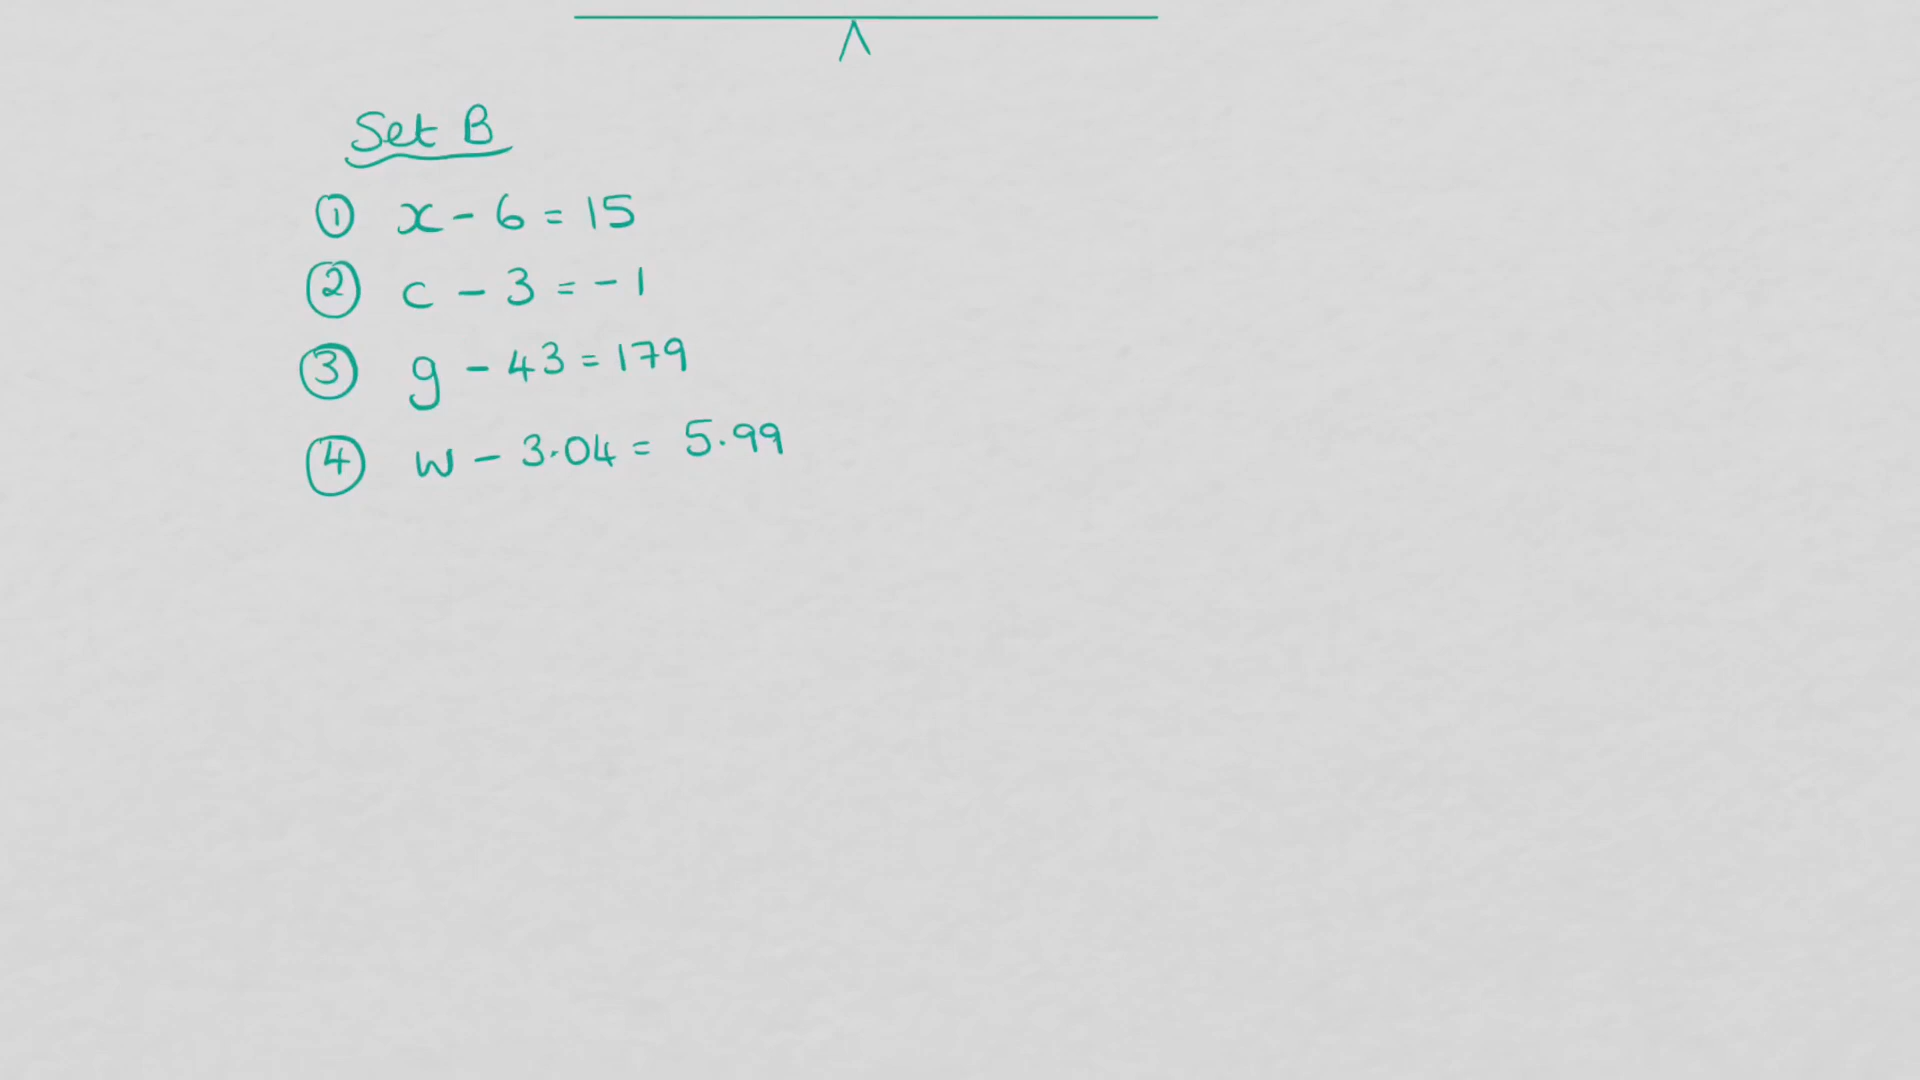 Set B
① x - 6 = 15
② c - 3 = -1
③ g - 43 = 179
④ w - 3.04 = 5.99